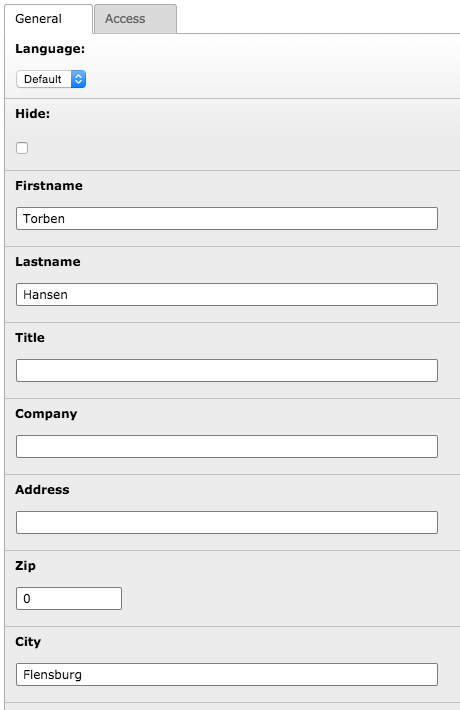 General Access
Language:
Default
Hide:
Firstname
Torben
Lastname
Hansen
Title
Company
Address
Zip
0
City
Flensburg